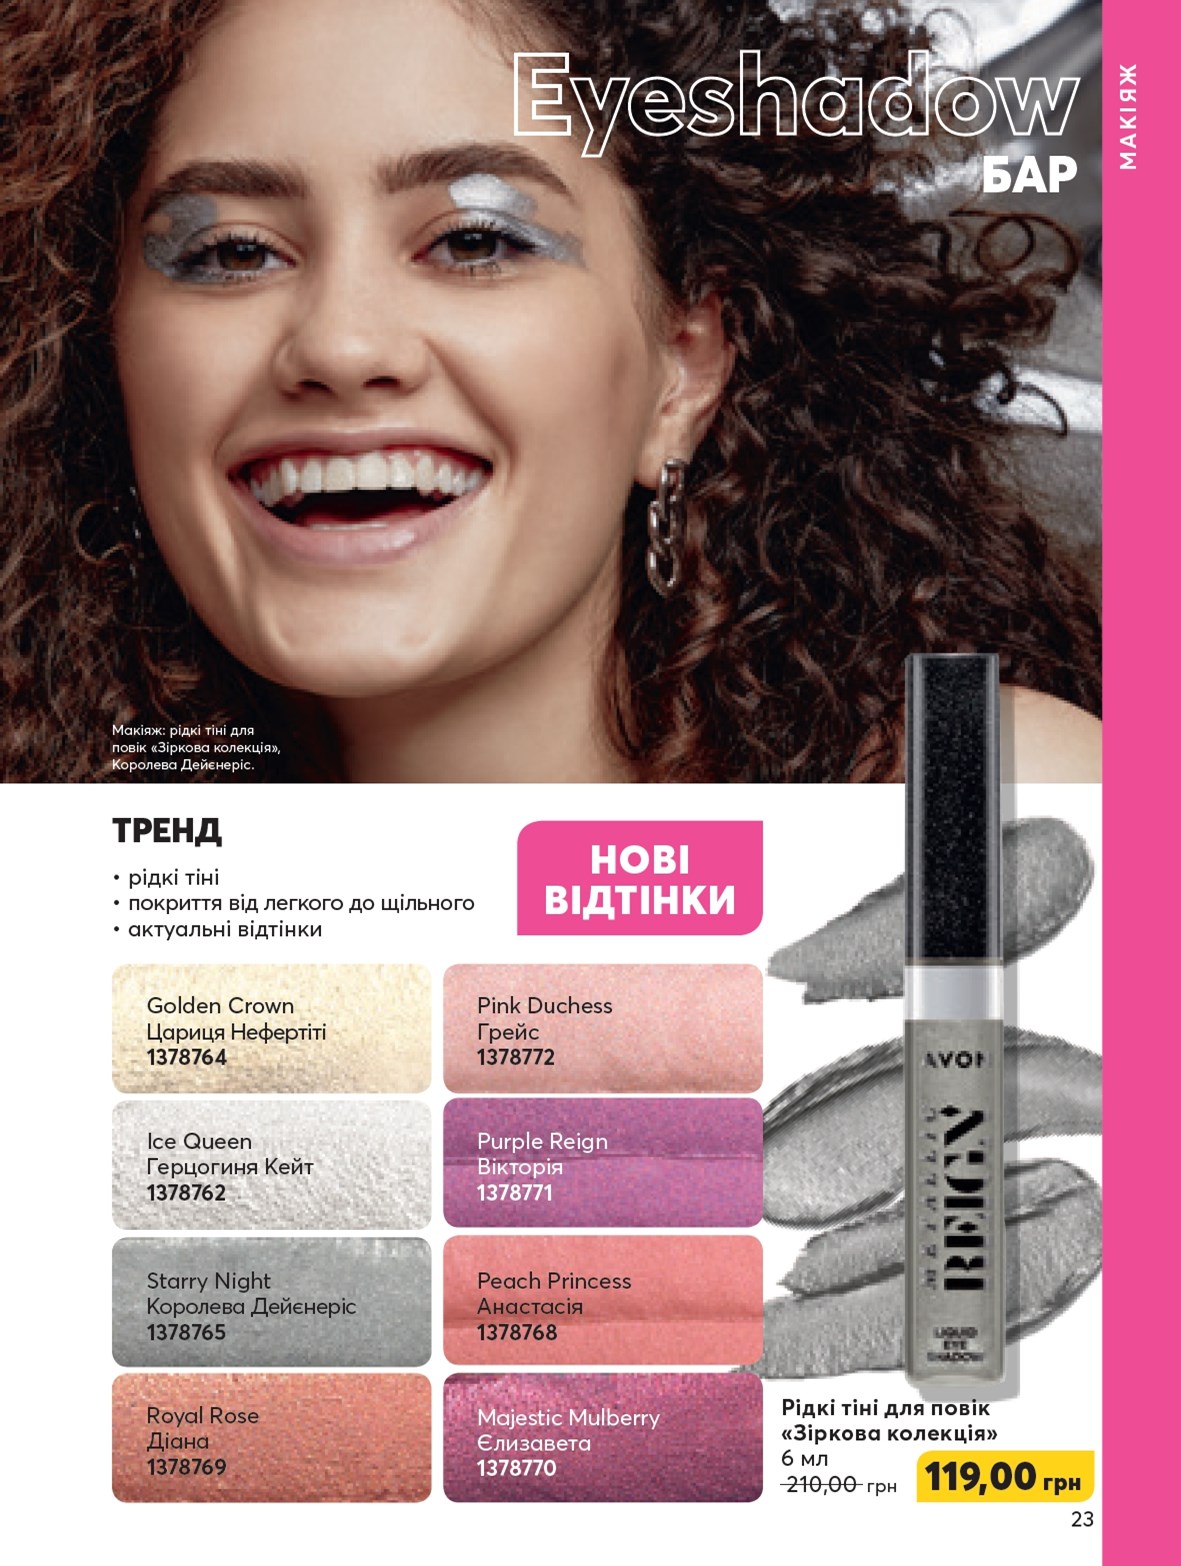 Eyeshadow
БАР
МАКІЯЖ
Макіяж: рідкі тіні для
повік «Зіркова колекція»,
Королева Дейєнеріс.
ТРЕНД
• рідкі тіні
• покриття від легкого до щільного
• актуальні відтінки
НОВІ
ВІДТІНКИ
Golden Crown
Цариця Нефертіті
1378764
Pink Duchess
Грейс
1378772
Ice Queen
Герцогиня Кейт
1378762
Purple Reign
Вікторія
1378771
Starry Night
Королева Дейєнеріс
1378765
Peach Princess
Анастасія
1378768
Royal Rose
Діана
1378769
Majestic Mulberry
Єлизавета
1378770
AVON
METALLIC
REIGN
LIQUID
EYE
SHADOW
Рідкі тіні для повік
«Зіркова колекція»
6 мл
210,00 грн
119,00 грн
23